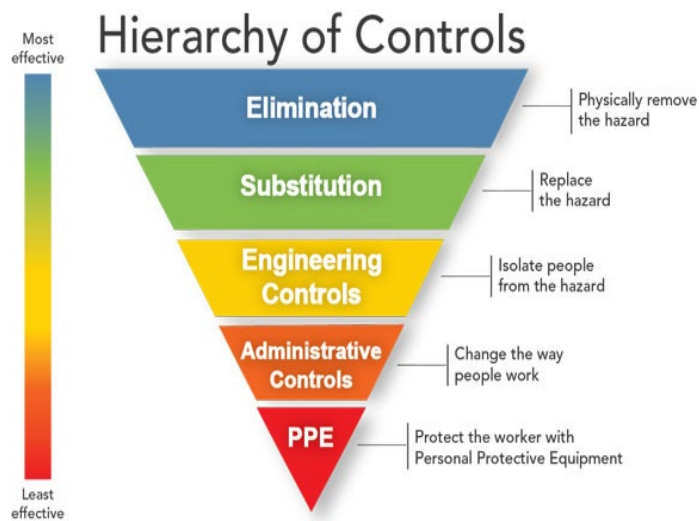 Hierarchy of Controls
Most
effective
Elimination
Physically remove
the hazard
Substitution
Replace
the hazard
Engineering
Controls
Isolate people
from the hazard
Administrative
Controls
Change the way
people work
PPE
Protect the worker with
Personal Protective Equipment
Least
effective